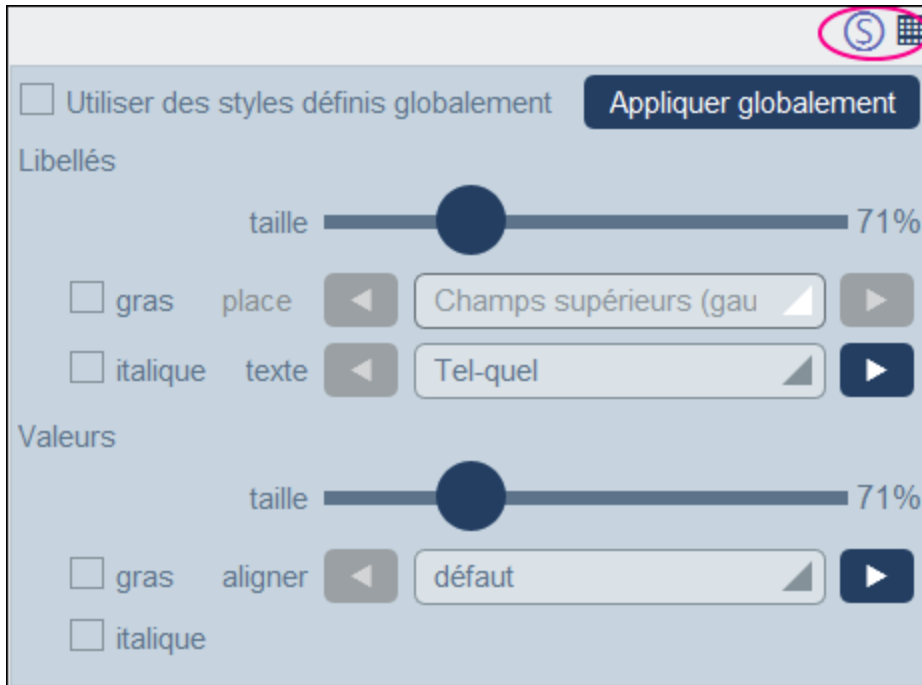 S
Utiliser des styles définis globalement Appliquer globalement
Libellés
taille 71%
gras place Champs supérieurs (gau
italique texte Tel-quel
Valeurs
taille 71%
gras aligner défaut
italique